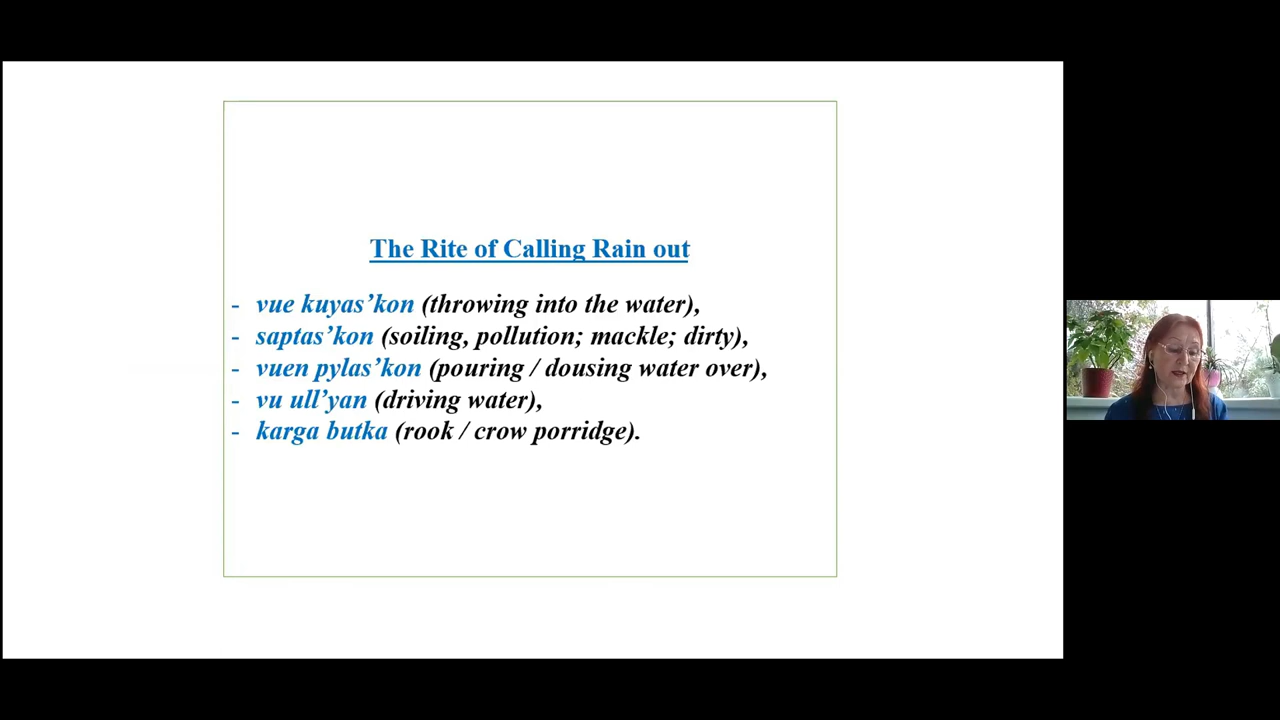 The Rite of Calling Rain out
- vue kuyas’kon (throwing into the water),
- saptas’kon (soiling, pollution; mackle; dirty),
- vuen pylas’kon (pouring / dousing water over),
- vu ull’yan (driving water),
- karga butka (rook / crow porridge).